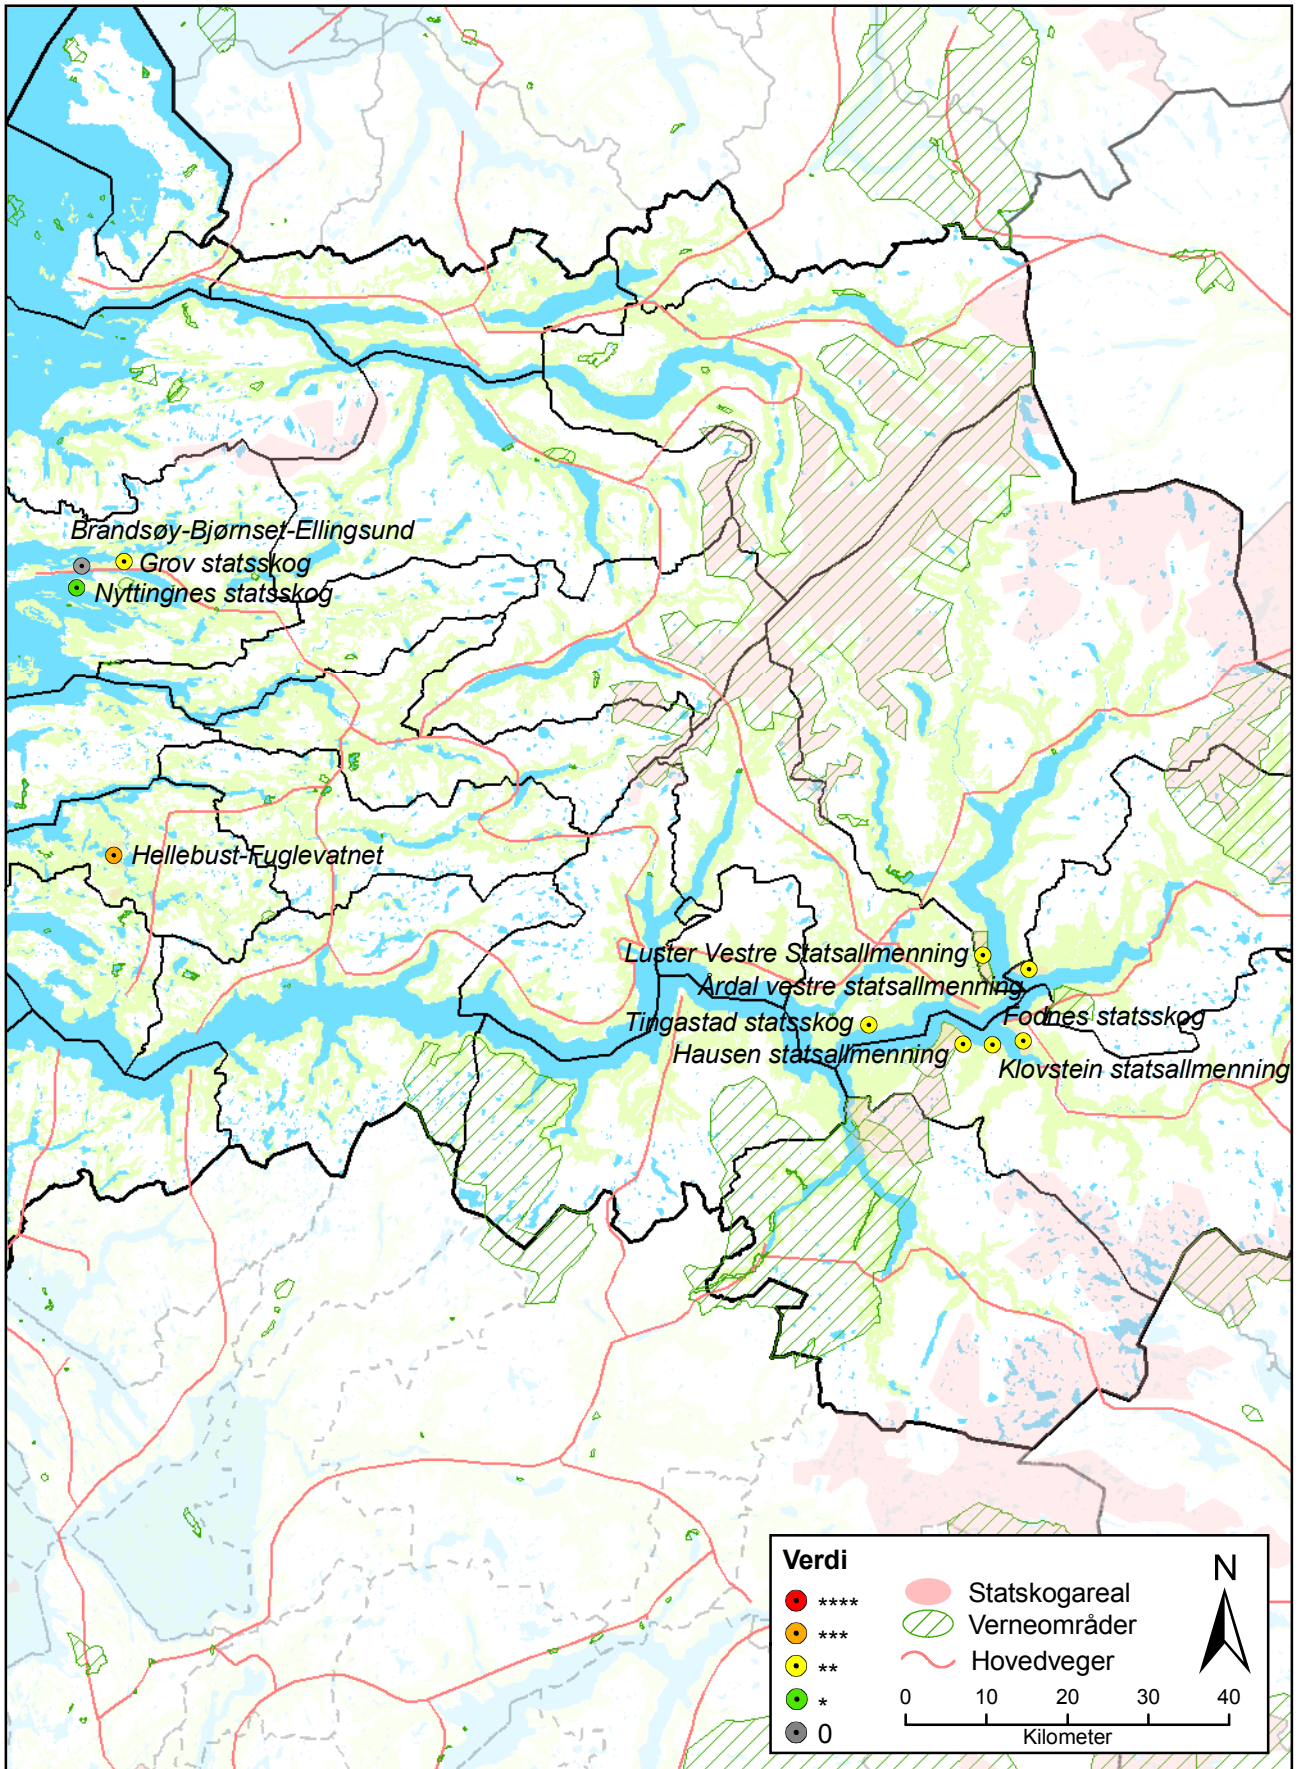 Brandsøy-Bjørnset-Ellingsund
Grov statsskog
Nyttingnes statsskog
Hellebust-Fuglevatnet
Luster Vestre Statsallmenning
Årdal vestre statsallmenning
Tingastad statsskog
Fodnes statsskog
Hausen statsallmenning
Klovstein statsallmenning
Verdi
****
***
**
*
0
Statskogareal
Verneområder
Hovedveger
N
0 10 20 30 40
Kilometer